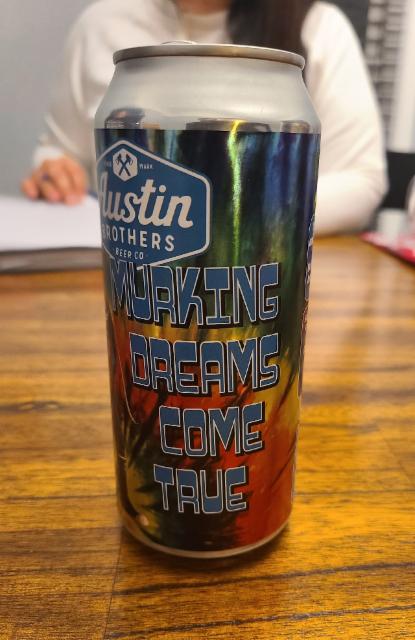 Austin
BROTHERS
BEER CO
MURKING
DREAMS
COME
TRUE